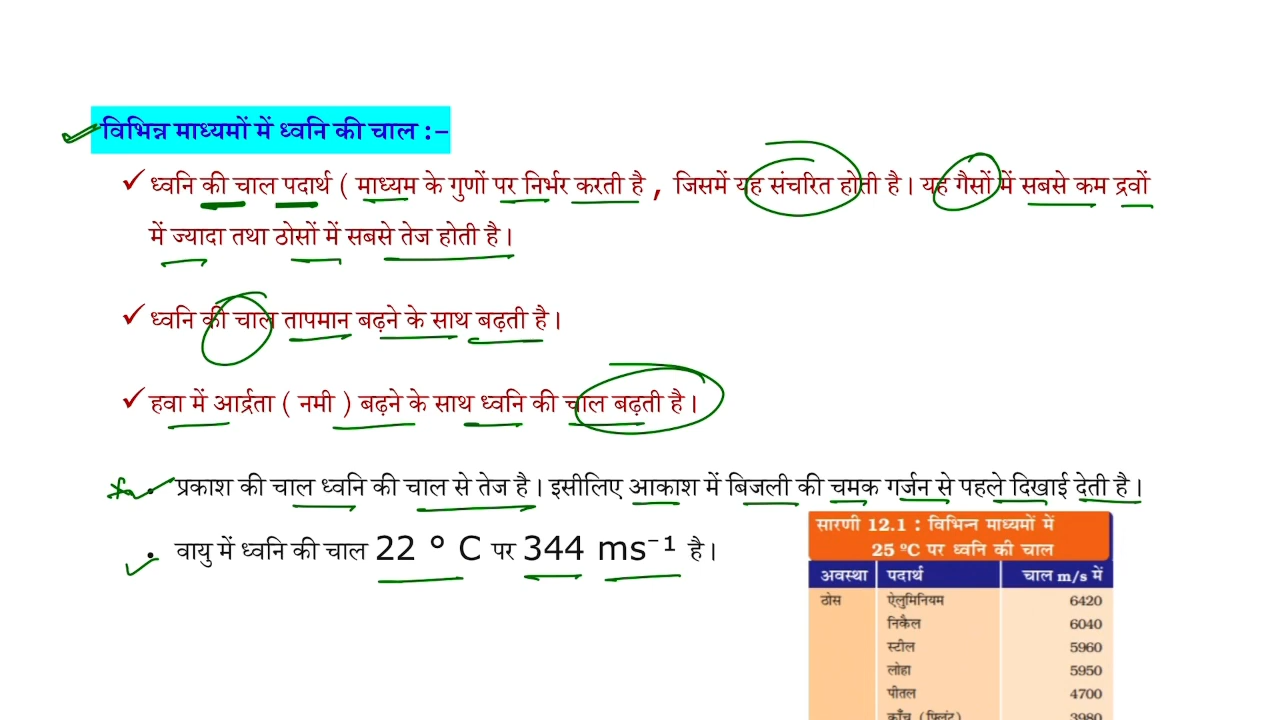 विभिन्न माध्यमों में ध्वनि की चाल :-
ध्वनि की चाल पदार्थ ( माध्यम के गुणों पर निर्भर करती है , जिसमें यह संचरित होती है। यह गैसों में सबसे कम द्रवों
में ज्यादा तथा ठोसों में सबसे तेज होती है।
ध्वनि की चाल तापमान बढ़ने के साथ बढ़ती है।
हवा में आर्द्रता ( नमी ) बढ़ने के साथ ध्वनि की चाल बढ़ती है।
प्रकाश की चाल ध्वनि की चाल से तेज है। इसीलिए आकाश में बिजली की चमक गर्जन से पहले दिखाई देती है।
वायु में ध्वनि की चाल 22 ° C पर 344 ms⁻¹ है।
सारणी 12.1 : विभिन्न माध्यमों में
25 ºC पर ध्वनि की चाल
अवस्था पदार्थ चाल m/s में
ठोस ऐलुमिनियम 6420
निकैल 6040
स्टील 5960
लोहा 5950
पीतल 4700
काँच (फ्लिंट) 3980